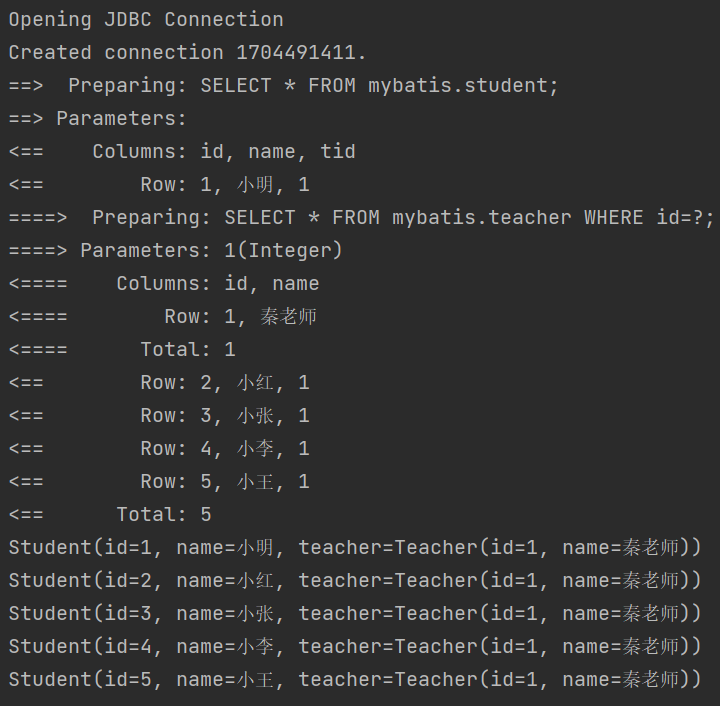 Opening JDBC Connection
Created connection 1704491411.
==>  Preparing: SELECT * FROM mybatis.student;
==> Parameters:
<==    Columns: id, name, tid
<==        Row: 1, 小明, 1
====>  Preparing: SELECT * FROM mybatis.teacher WHERE id=?;
====> Parameters: 1(Integer)
<====    Columns: id, name
<====        Row: 1, 秦老师
<====      Total: 1
<==        Row: 2, 小红, 1
<==        Row: 3, 小张, 1
<==        Row: 4, 小李, 1
<==        Row: 5, 小王, 1
<==      Total: 5
Student(id=1, name=小明, teacher=Teacher(id=1, name=秦老师))
Student(id=2, name=小红, teacher=Teacher(id=1, name=秦老师))
Student(id=3, name=小张, teacher=Teacher(id=1, name=秦老师))
Student(id=4, name=小李, teacher=Teacher(id=1, name=秦老师))
Student(id=5, name=小王, teacher=Teacher(id=1, name=秦老师))